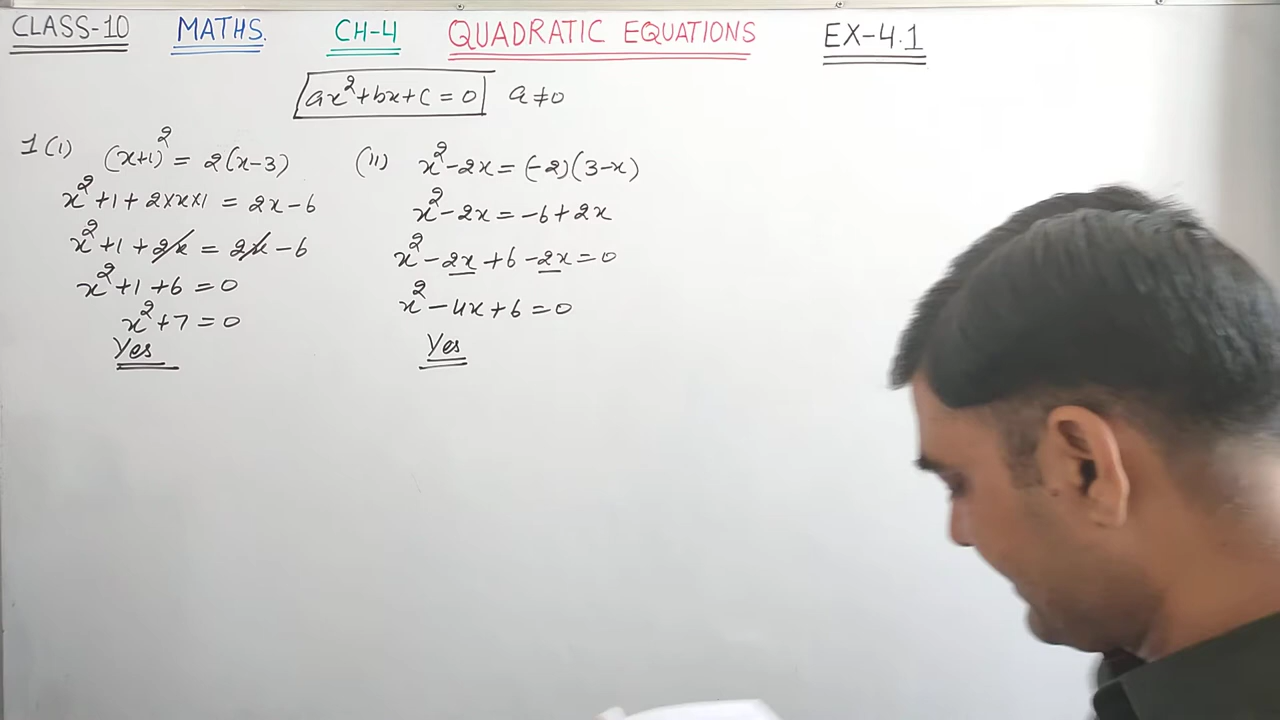 CLASS-10 MATHS. CH-4 QUADRATIC EQUATIONS EX-4.1
ax²+bx+c=0 a≠0
1(i) (x+1)² = 2(x-3)
x²+1+2×x×1 = 2x-6
x²+1+2x = 2x-6
x²+1+6=0
x²+7=0
Yes
(ii) x²-2x=(-2)(3-x)
x²-2x=-6+2x
x²-2x+6-2x=0
x²-4x+6=0
Yes